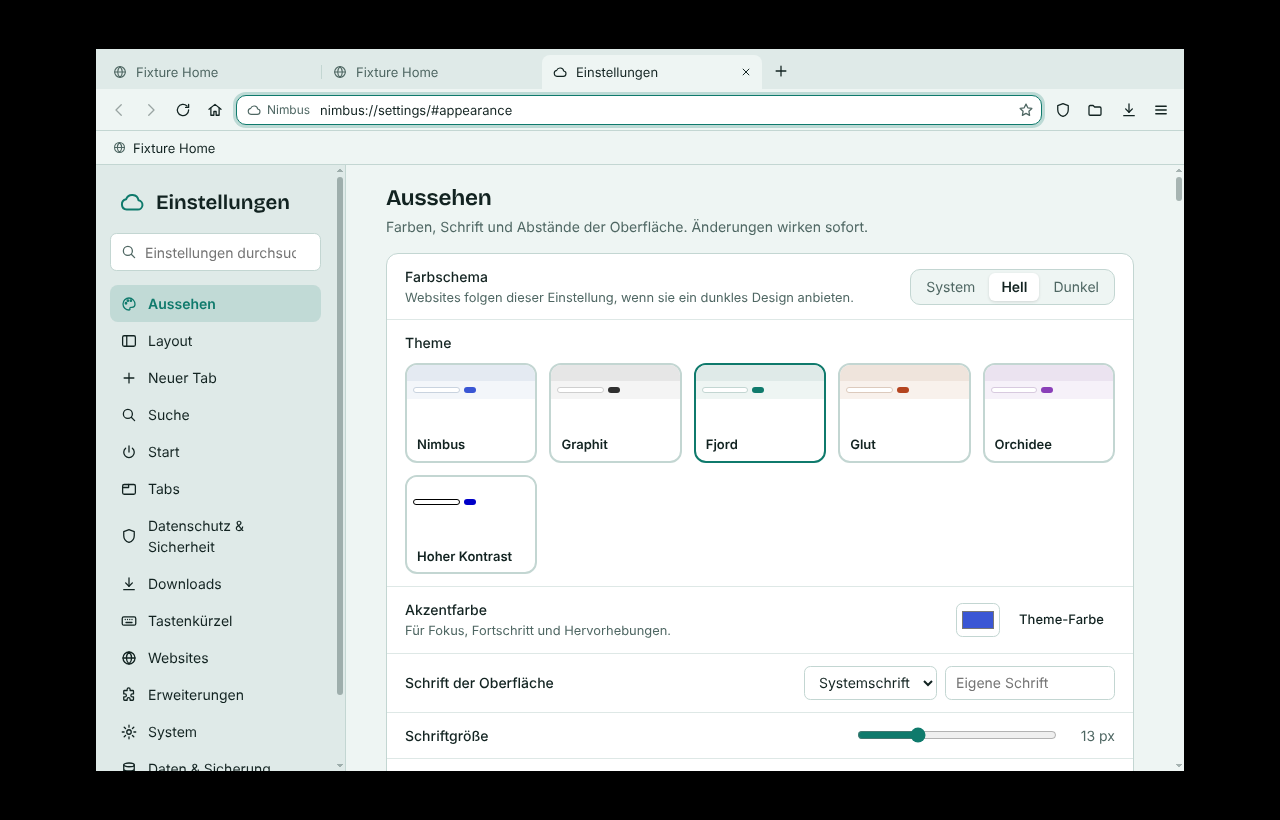 Fixture Home
Fixture Home
Einstellungen
Nimbus nimbus://settings/#appearance
Fixture Home
Einstellungen
Einstellungen durchsuc
Aussehen
Layout
Neuer Tab
Suche
Start
Tabs
Datenschutz &
Sicherheit
Downloads
Tastenkürzel
Websites
Erweiterungen
System
Daten & Sicherung
Aussehen
Farben, Schrift und Abstände der Oberfläche. Änderungen wirken sofort.
Farbschema
Websites folgen dieser Einstellung, wenn sie ein dunkles Design anbieten.
System Hell Dunkel
Theme
Nimbus Graphit Fjord Glut Orchidee
Hoher Kontrast
Akzentfarbe
Für Fokus, Fortschritt und Hervorhebungen.
Theme-Farbe
Schrift der Oberfläche
Systemschrift
Eigene Schrift
Schriftgröße
13 px